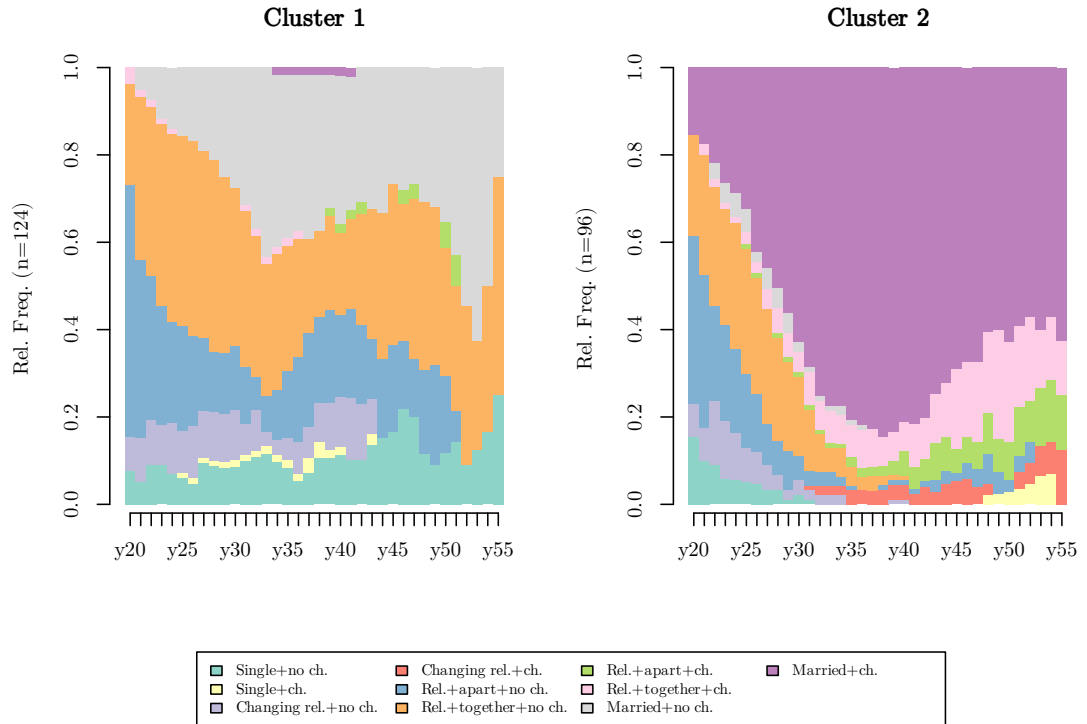 Cluster 1
Cluster 2
Rel. Freq. (n=124)
0.0 0.2 0.4 0.6 0.8 1.0
y20 y25 y30 y35 y40 y45 y50 y55
Rel. Freq. (n=96)
0.0 0.2 0.4 0.6 0.8 1.0
y20 y25 y30 y35 y40 y45 y50 y55
Single+no ch.
Single+ch.
Changing rel.+no ch.
Changing rel.+ch.
Rel.+apart+no ch.
Rel.+together+no ch.
Rel.+apart+ch.
Rel.+together+ch.
Married+no ch.
Married+ch.